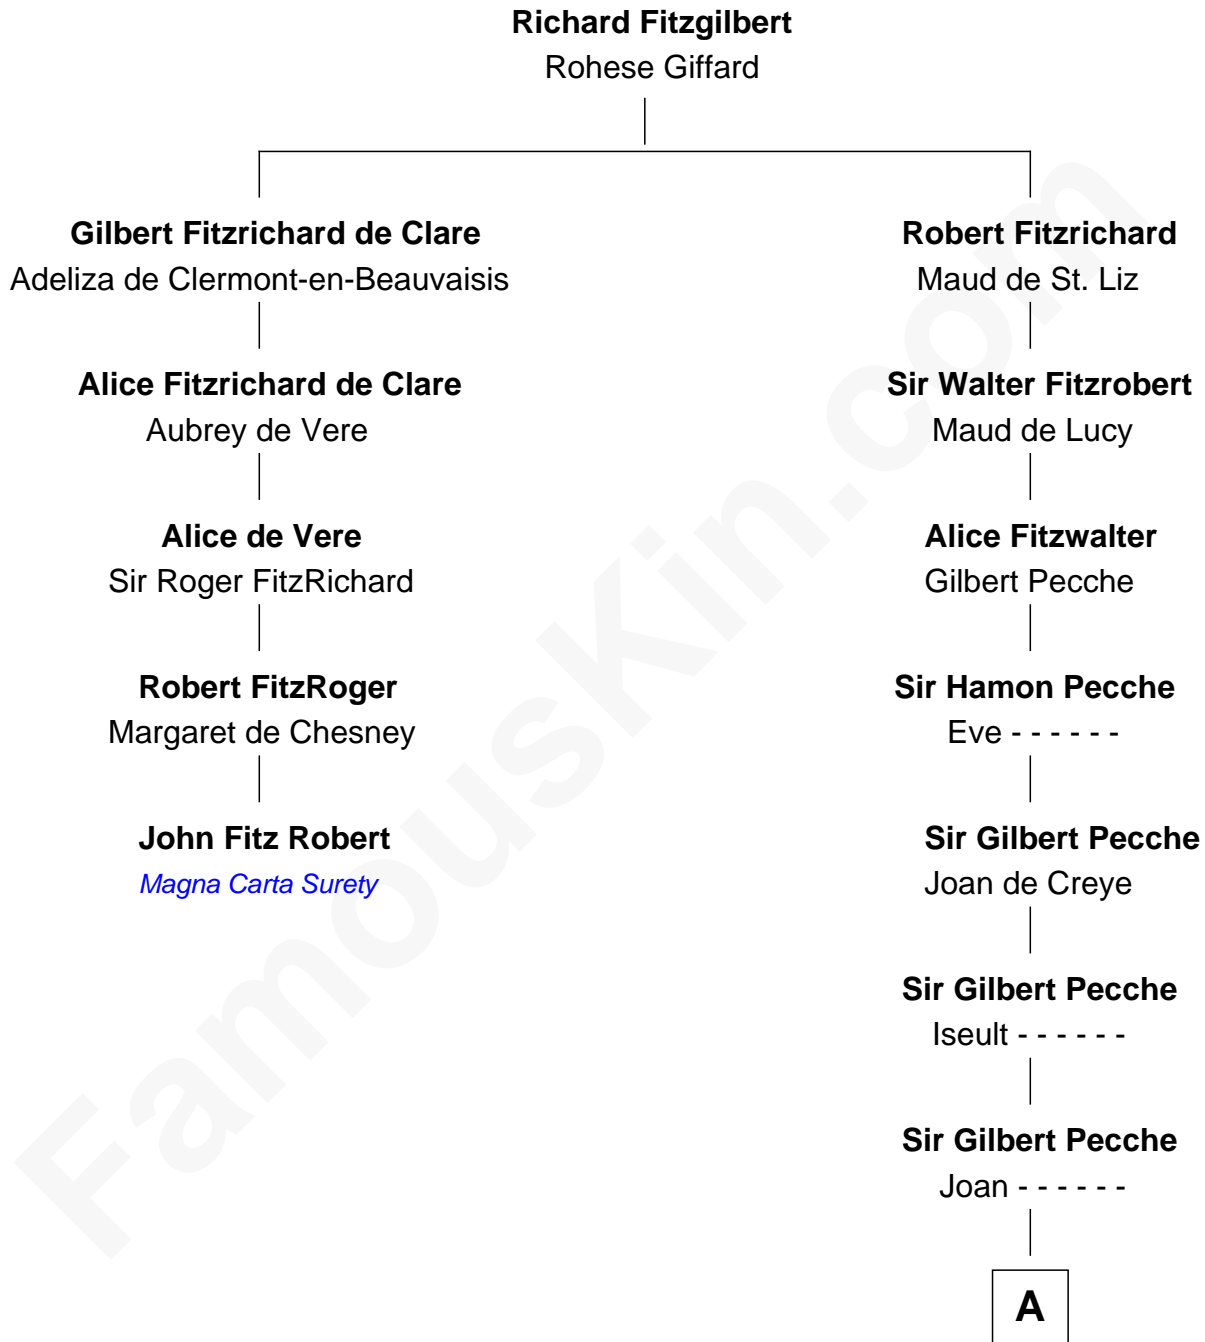 Richard Fitzgilbert
Rohese Giffard
Gilbert Fitzrichard de Clare
Adeliza de Clermont-en-Beauvaisis
Alice Fitzrichard de Clare
Aubrey de Vere
Alice de Vere
Sir Roger FitzRichard
Robert FitzRoger
Margaret de Chesney
John Fitz Robert
Magna Carta Surety
Robert Fitzrichard
Maud de St. Liz
Sir Walter Fitzrobert
Maud de Lucy
Alice Fitzwalter
Gilbert Pecche
Sir Hamon Pecche
Eve - - - - - -
Sir Gilbert Pecche
Joan de Creye
Sir Gilbert Pecche
Iseult - - - - - -
Sir Gilbert Pecche
Joan - - - - - -
A
FamousKin.com